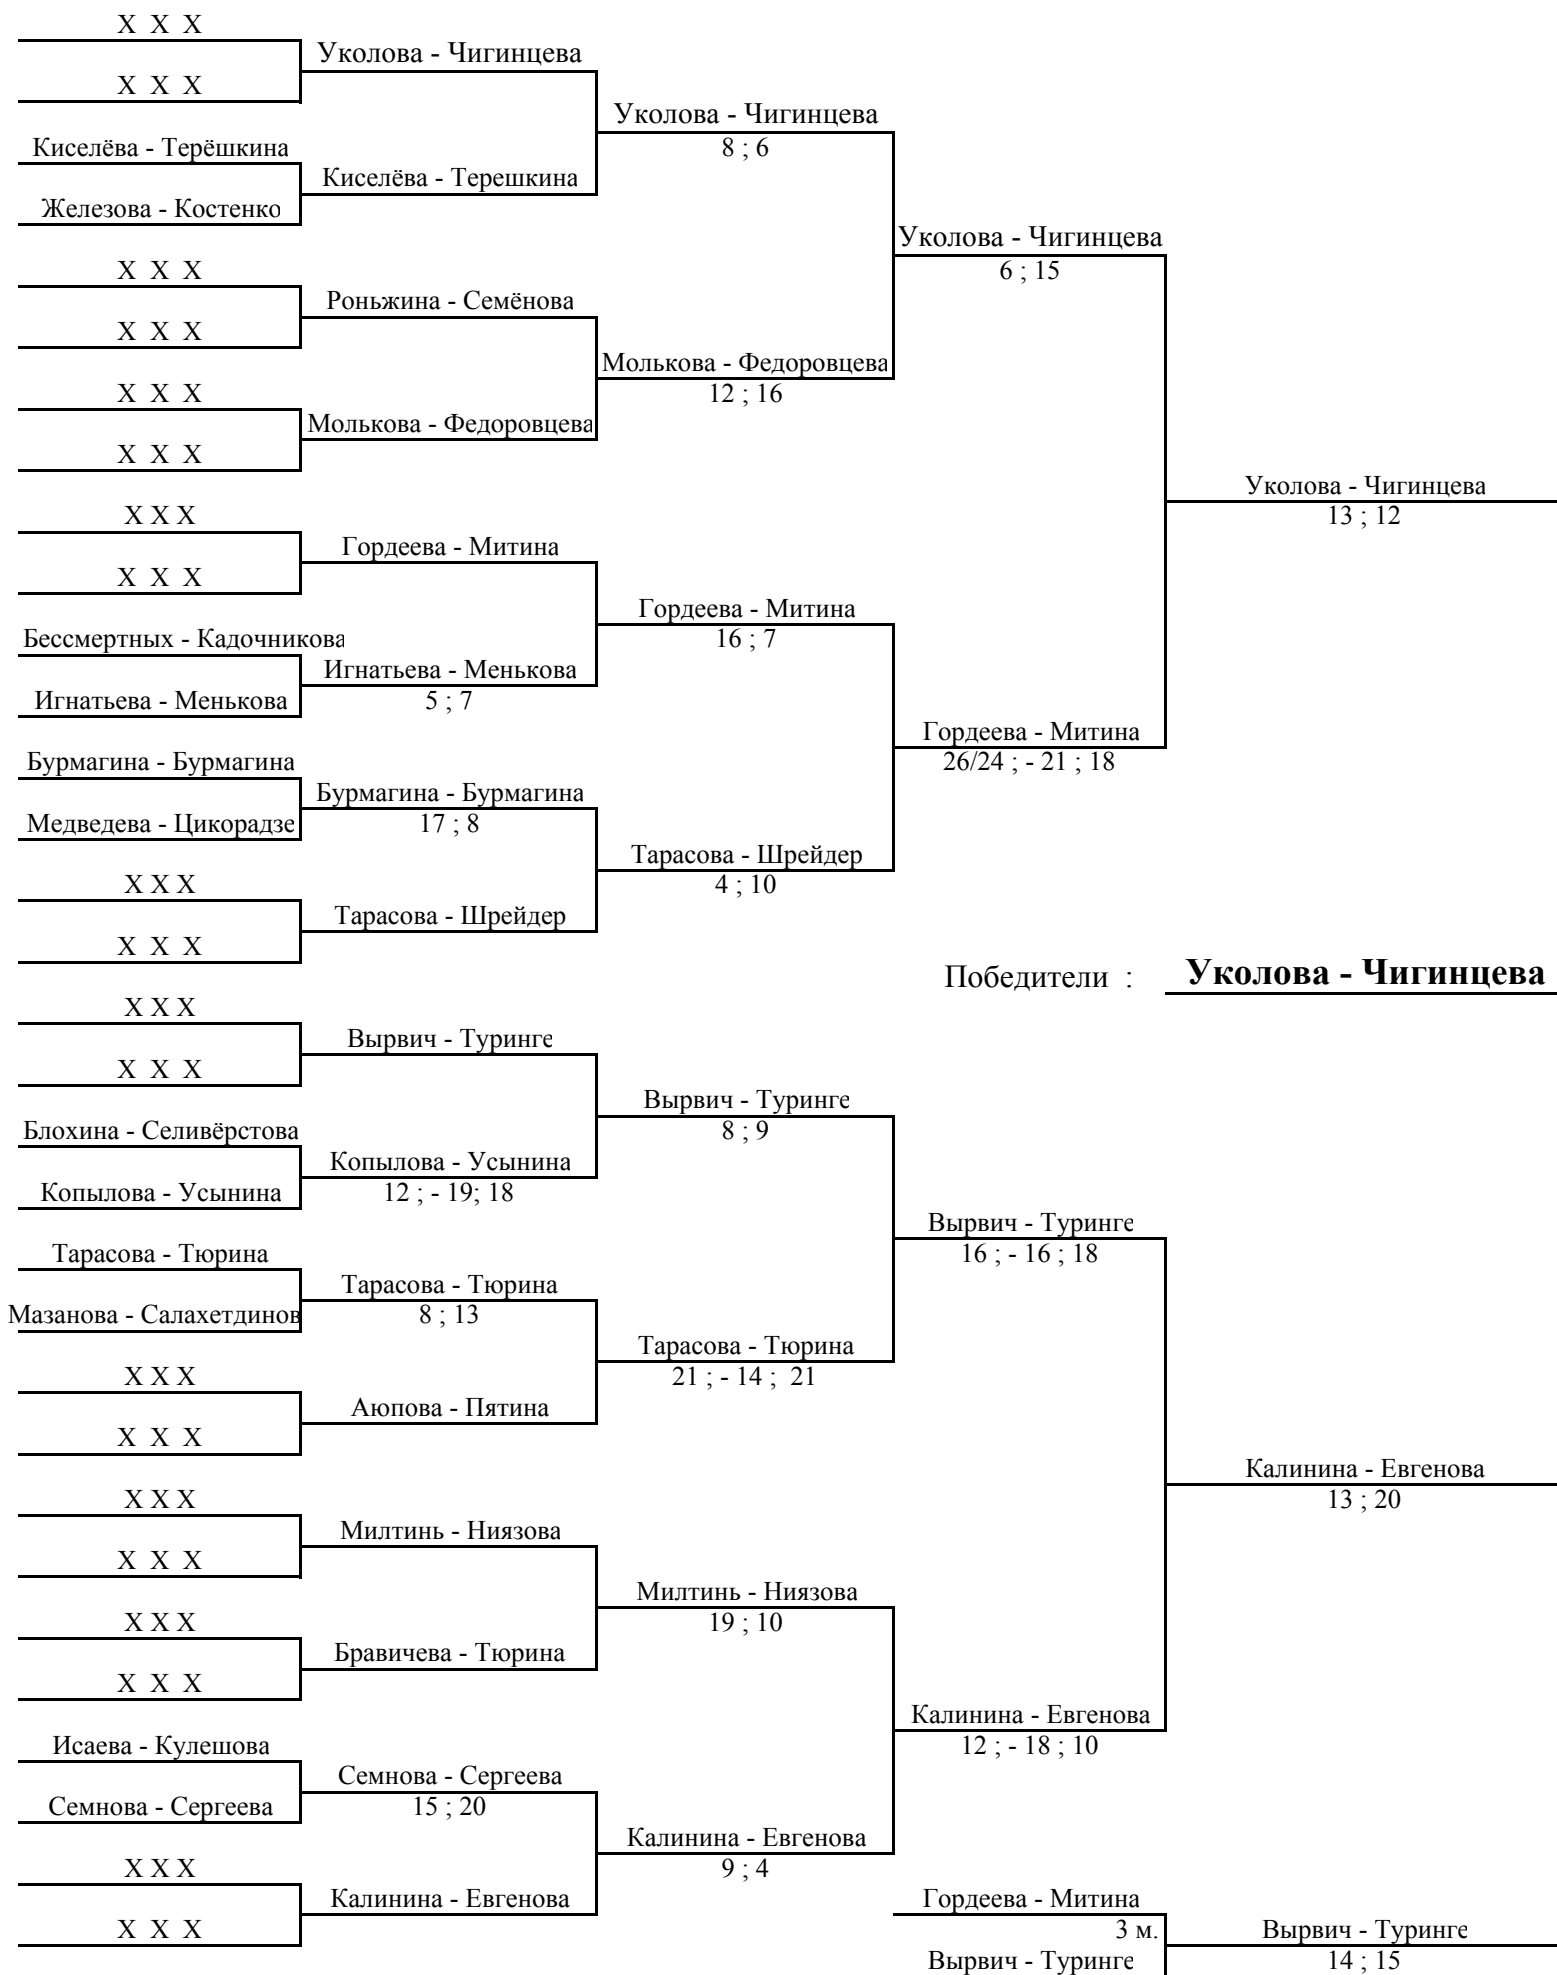 X X X
Уколова - Чигинцева
X X X
Уколова - Чигинцева
8 ; 6
Киселёва - Терёшкина
Киселёва - Терешкина
Железова - Костенко
Уколова - Чигинцева
6 ; 15
X X X
Роньжина - Семёнова
X X X
Молькова - Федоровцева
12 ; 16
X X X
Молькова - Федоровцева
X X X
Уколова - Чигинцева
13 ; 12
X X X
Гордеева - Митина
X X X
Гордеева - Митина
16 ; 7
Бессмертных - Кадочникова
Игнатьева - Менькова
5 ; 7
Игнатьева - Менькова
Гордеева - Митина
26/24 ; - 21 ; 18
Бурмагина - Бурмагина
Бурмагина - Бурмагина
17 ; 8
Медведева - Цикорадзе
Тарасова - Шрейдер
4 ; 10
X X X
Тарасова - Шрейдер
X X X
Победители : Уколова - Чигинцева
X X X
Вырвич - Туринге
X X X
Вырвич - Туринге
8 ; 9
Блохина - Селивёрстова
Копылова - Усынина
12 ; - 19; 18
Копылова - Усынина
Вырвич - Туринге
16 ; - 16 ; 18
Тарасова - Тюрина
Тарасова - Тюрина
8 ; 13
Мазанова - Салахетдинов
Тарасова - Тюрина
21 ; - 14 ; 21
X X X
Аюпова - Пятина
X X X
Калинина - Евгенова
13 ; 20
X X X
Милтинь - Ниязова
X X X
Милтинь - Ниязова
19 ; 10
X X X
Бравичева - Тюрина
X X X
Калинина - Евгенова
12 ; - 18 ; 10
Исаева - Кулешова
Семнова - Сергеева
15 ; 20
Семнова - Сергеева
Калинина - Евгенова
9 ; 4
X X X
Калинина - Евгенова
X X X
Гордеева - Митина
3 м.
Вырвич - Туринге
Вырвич - Туринге
14 ; 15